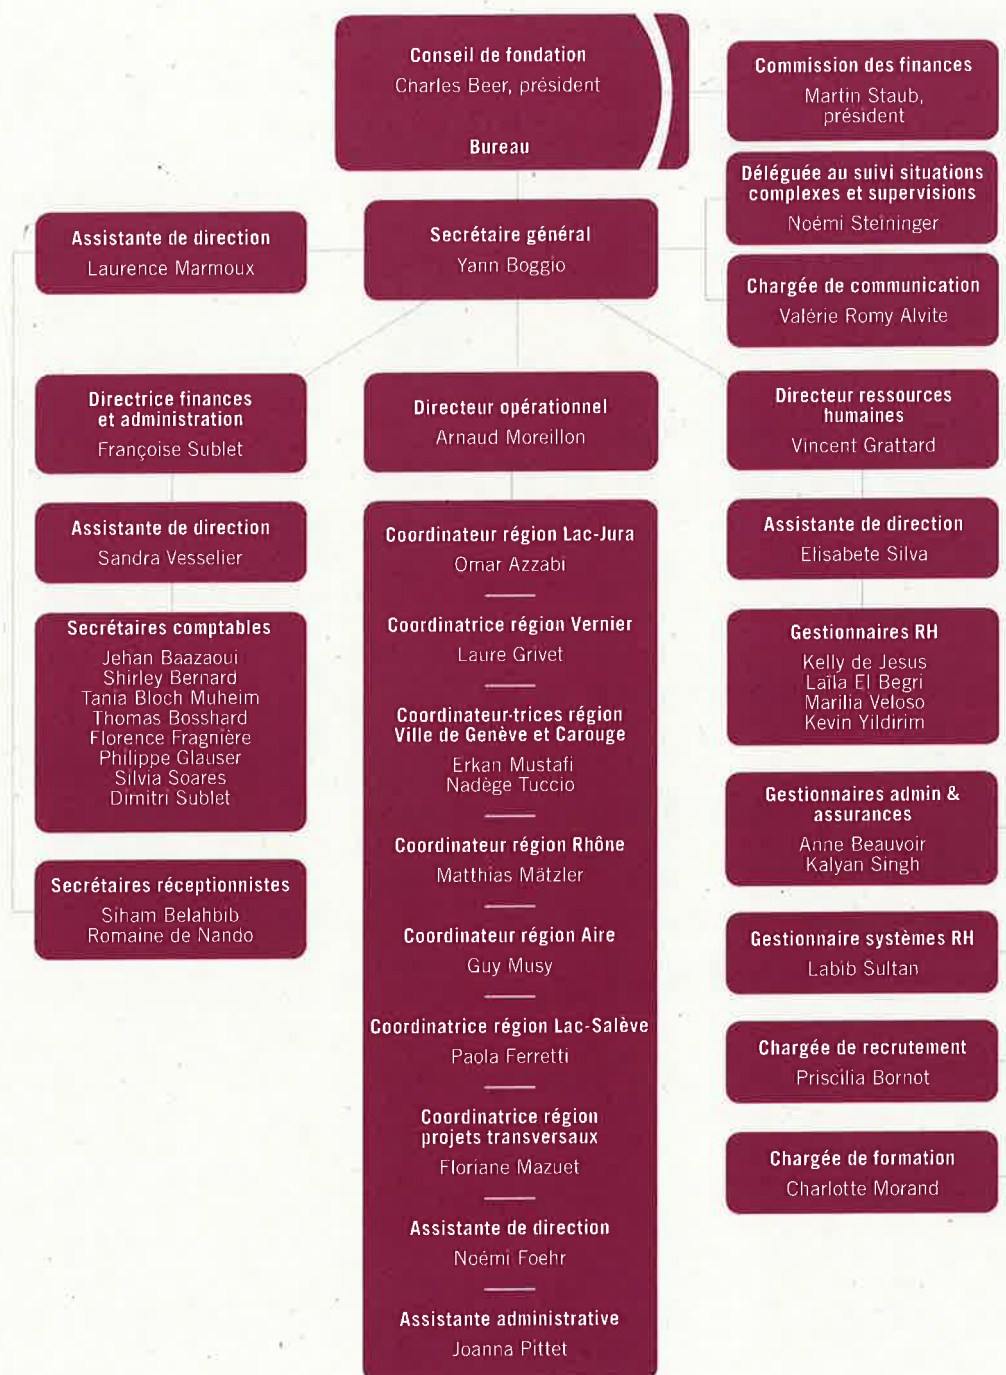 Conseil de fondation
Charles Beer, président
Bureau
Commission des finances
Martin Staub,
président
Déléguée au suivi situations
complexes et supervisions
Noémi Steininger
Assistante de direction
Laurence Marmoux
Secrétaire général
Yann Boggio
Chargée de communication
Valérie Romy Alvite
Directrice finances
et administration
Françoise Sublet
Directeur opérationnel
Arnaud Moreillon
Directeur ressources
humaines
Vincent Grattard
Assistante de direction
Sandra Vesselier
Secrétaires comptables
Jehan Baazaoui
Shirley Bernard
Tania Bloch Muheim
Thomas Bosshard
Florence Fragnière
Philippe Glauser
Silvia Soares
Dimitri Sublet
Secrétaires réceptionnistes
Siham Belahbib
Romaine de Nando
Coordinateur région Lac-Jura
Omar Azzabi
Coordinatrice région Vernier
Laure Grivet
Coordinateur·trices région
Ville de Genève et Carouge
Erkan Mustafi
Nadège Tuccio
Coordinateur région Rhône
Matthias Mätzler
Coordinateur région Aire
Guy Musy
Coordinatrice région Lac-Salève
Paola Ferretti
Coordinatrice région
projets transversaux
Floriane Mazuet
Assistante de direction
Noémi Foehr
Assistante administrative
Joanna Pittet
Assistante de direction
Elisabete Silva
Gestionnaires RH
Kelly de Jesus
Laïla El Begri
Marilia Veloso
Kevin Yildirim
Gestionnaires admin &
assurances
Anne Beauvoir
Kalyan Singh
Gestionnaire systèmes RH
Labib Sultan
Chargée de recrutement
Priscilia Bornot
Chargée de formation
Charlotte Morand